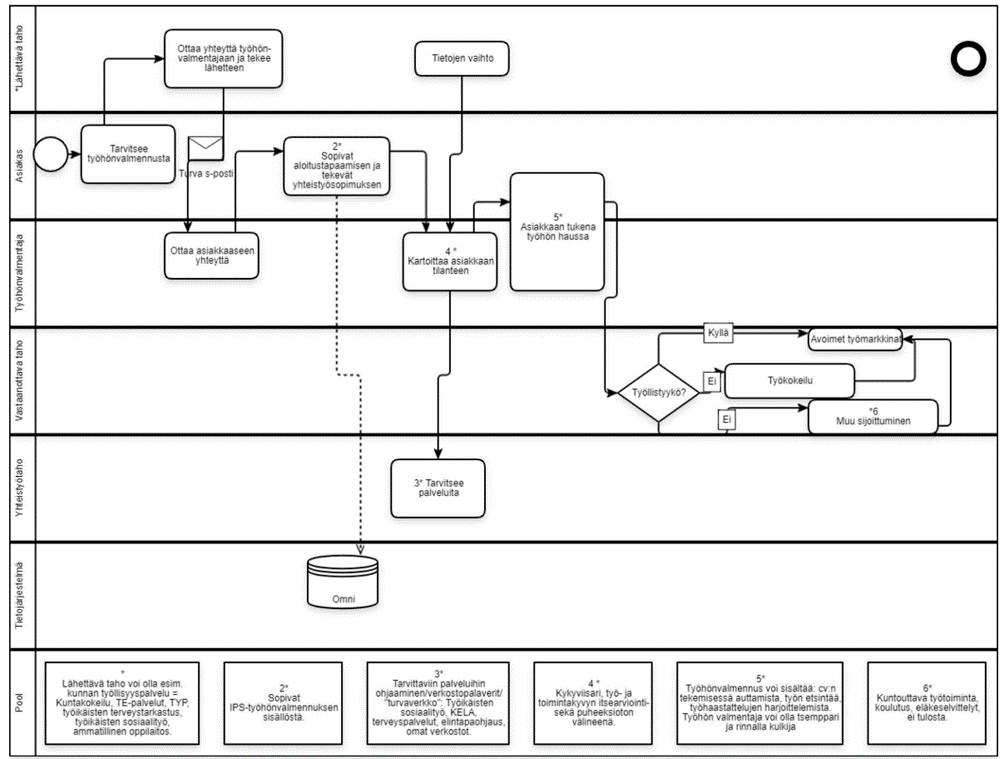 *Lähettävä taho
Ottaa yhteyttä työhön-
valmentajaan ja tekee
lähetteen
Tietojen vaihto
Asiakas
Tarvitsee
työhönvalmennusta
Turva s-posti
2*
Sopivat
aloitustapaamisen ja
tekevät
yhteistyösopimuksen
5*
Asiakkaan tukena
työhön haussa
Työhönvalmentaja
Ottaa asiakkaaseen
yhteyttä
4 *
Kartoittaa asiakkaan
tilanteen
Vastaanottava taho
Työllistyykö?
Kyllä
Avoimet työmarkkinat
Ei
Työkokeilu
Ei
*6
Muu sijoittuminen
Yhteistyötaho
3* Tarvitsee
palveluita
Tietojärjestelmä
Omni
Pool
*
Lähettävä taho voi olla esim.
kunnan työllisyyspalvelu =
Kuntakokeilu, TE-palvelut, TYP,
työikäisten terveystarkastus,
työikäisten sosiaalityö,
ammatillinen oppilaitos.
2*
Sopivat
IPS-työhönvalmennuksen
sisällöstä.
3*
Tarvittaviin palveluihin
ohjaaminen/verkostopalaverit/
"turvaverkko": Työikäisten
sosiaalityö, KELA,
terveyspalvelut, elintapaohjaus,
omat verkostot.
4 *
Kykyviisari, työ- ja
toimintakyvyn itsearviointi-
sekä puheeksioton
välineenä.
5*
Työhönvalmennus voi sisältää: cv:n
tekemisessä auttamista, työn etsintää,
työhaastattelujen harjoittelemista.
Työhön valmentaja voi olla tsemppari
ja rinnalla kulkija
6*
Kuntouttava työtoiminta,
koulutus, eläkeselvittelyt,
ei tulosta.